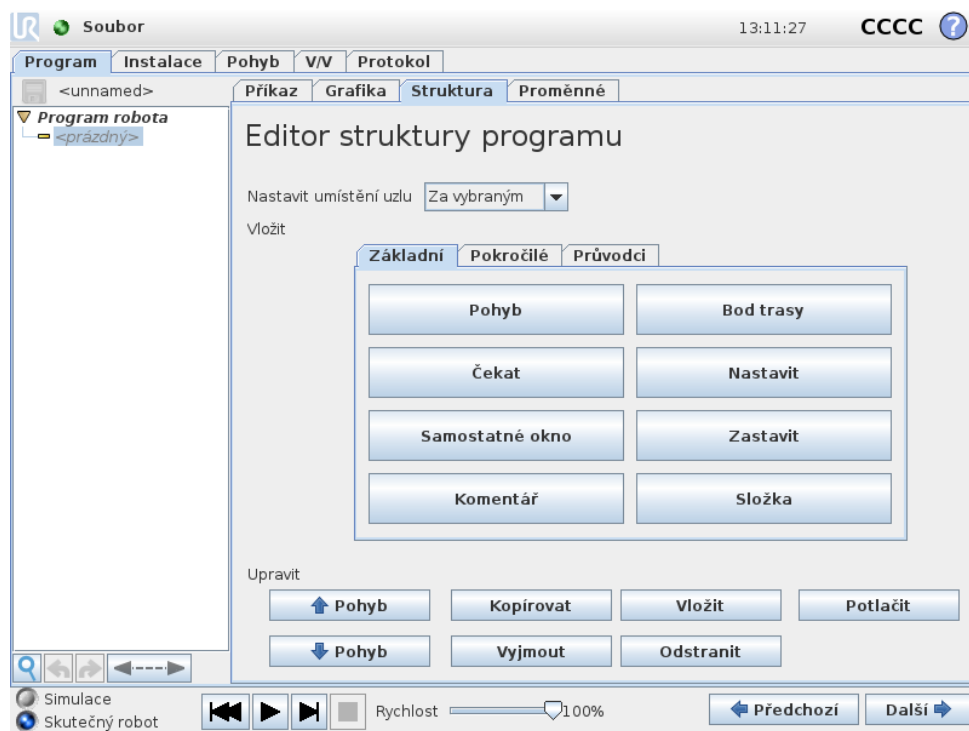 UR Soubor 13:11:27 CCCC ?
Program Instalace Pohyb V/V Protokol
<unnamed> Příkaz Grafika Struktura Proměnné
Program robota
<prázdný>
Editor struktury programu
Nastavit umístění uzlu Za vybraným
Vložit
Základní Pokročilé Průvodci
Pohyb Bod trasy
Čekat Nastavit
Samostatné okno Zastavit
Komentář Složka
Upravit
Pohyb Kopírovat Vložit Potlačit
Pohyb Vyjmout Odstranit
Simulace
Skutečný robot
Rychlost 100% Předchozí Další